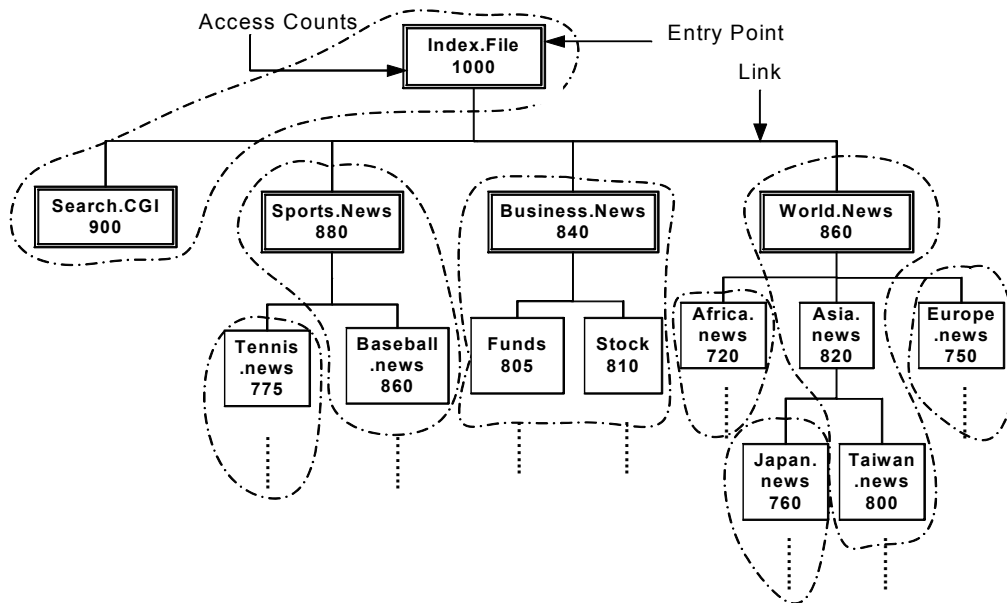 Access Counts
Index.File
1000
Entry Point
Link
Search.CGI
900
Sports.News
880
Business.News
840
World.News
860
Tennis
.news
775
Baseball
.news
860
Funds
805
Stock
810
Africa.
news
720
Asia.
news
820
Europe
.news
750
Japan.
news
760
Taiwan
.news
800